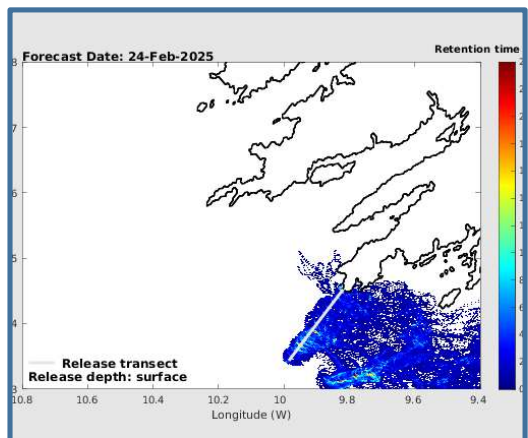 Forecast Date: 24-Feb-2025
Retention time
8
7
6
5
4
3
Release transect
Release depth: surface
10.8
10.6
10.4
10.2
10
9.8
9.6
9.4
Longitude (W)